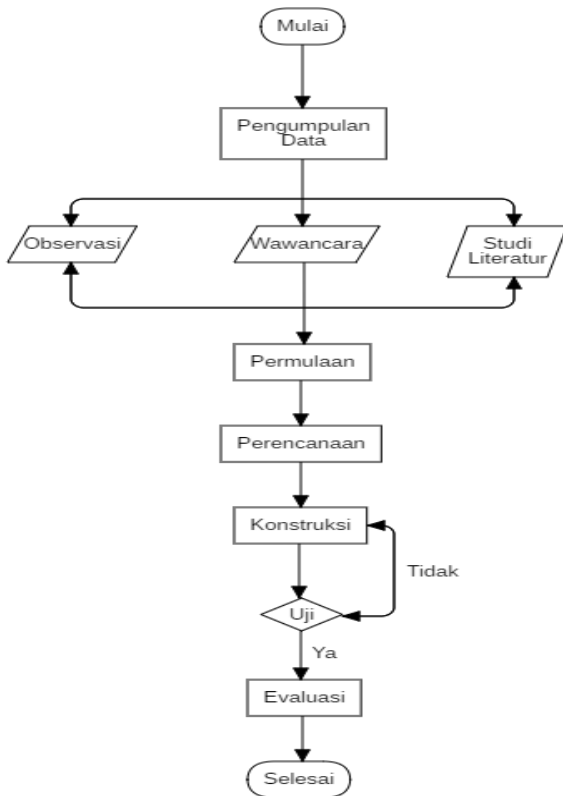 Mulai
Pengumpulan
Data
Observasi
Wawancara
Studi
Literatur
Permulaan
Perencanaan
Konstruksi
Tidak
Uji
Ya
Evaluasi
Selesai